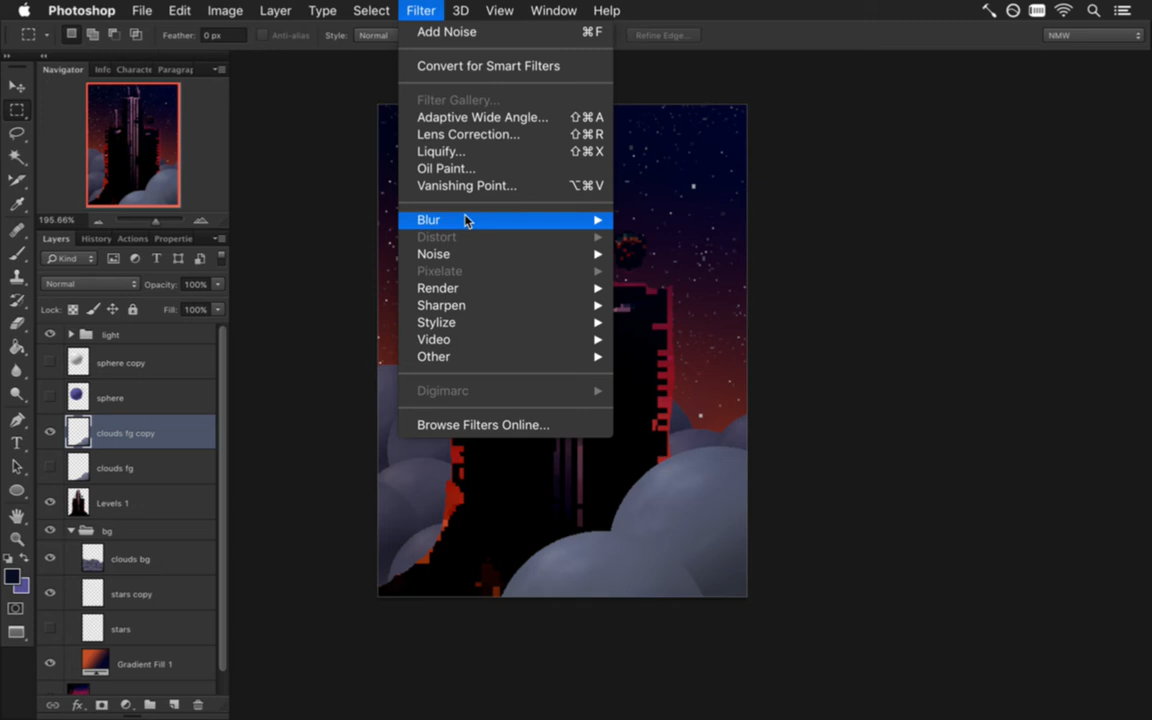 Photoshop File Edit Image Layer Type Select Filter 3D View Window Help
Feather: 0 px Anti-alias Style: Normal Refine Edge... NMW
Add Noise ⌘F
Convert for Smart Filters
Filter Gallery...
Adaptive Wide Angle... ⇧⌘A
Lens Correction... ⇧⌘R
Liquify... ⇧⌘X
Oil Paint...
Vanishing Point... ⌥⌘V
Blur
Distort
Noise
Pixelate
Render
Sharpen
Stylize
Video
Other
Digimarc
Browse Filters Online...
Navigator Info Characte Paragraj
195.66%
Layers History Actions Propertie
Kind
Normal Opacity: 100%
Lock: Fill: 100%
light
sphere copy
sphere
clouds fg copy
clouds fg
Levels 1
bg
clouds bg
stars copy
stars
Gradient Fill 1